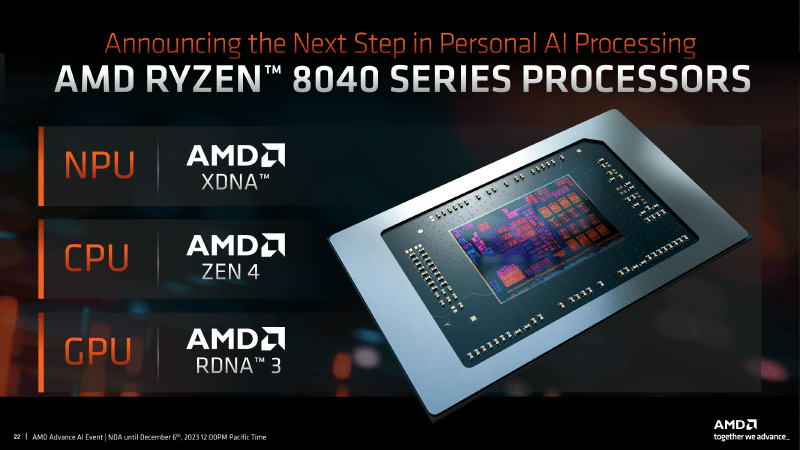 Announcing the Next Step in Personal AI Processing
AMD RYZEN™ 8040 SERIES PROCESSORS
NPU
AMD
XDNA™
CPU
AMD
ZEN 4
GPU
AMD
RDNA™ 3
22 | AMD Advance AI Event | NDA until December 6th, 2023 12:00PM Pacific Time
AMD
together we advance_